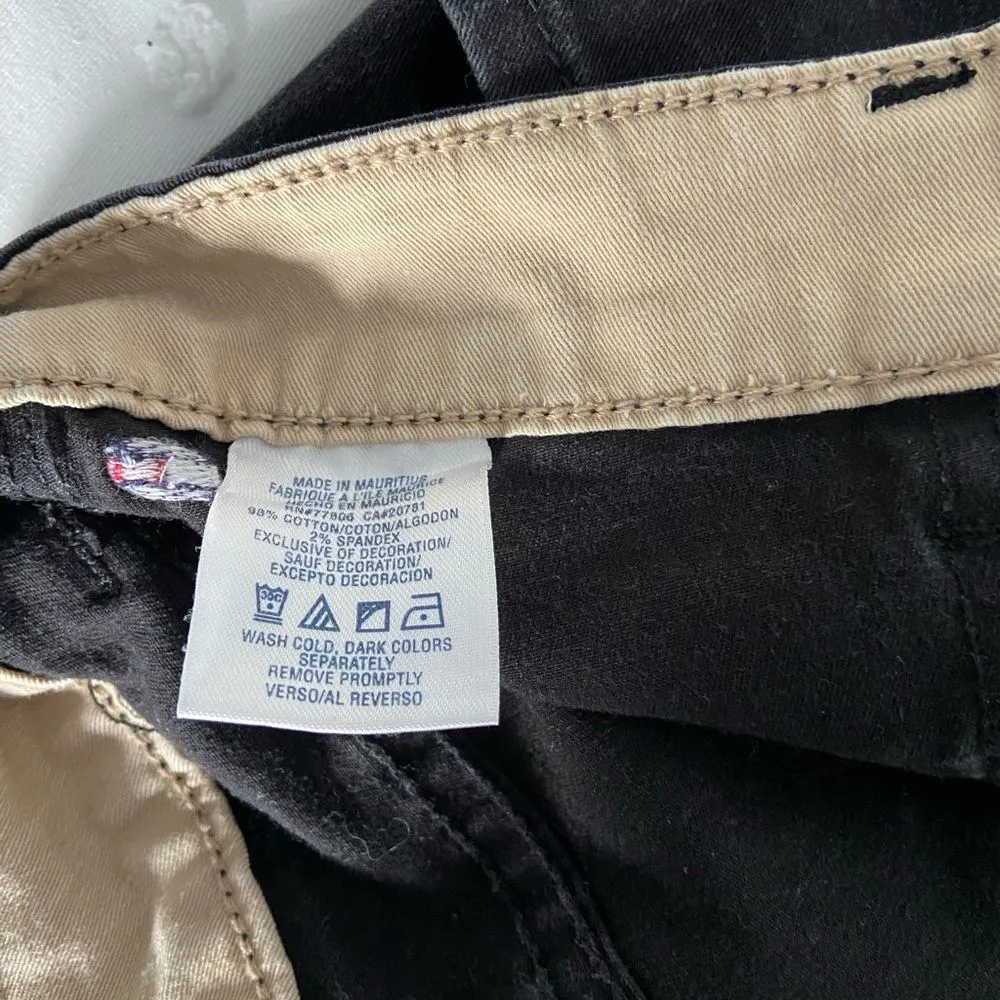 MADE IN MAURITIUS
FABRIQUE A L'ILE MAURICE
HECHO EN MAURICIO
RN#77806 CA#20781
98% COTTON/COTON/ALGODON
2% SPANDEX
EXCLUSIVE OF DECORATION/
SAUF DECORATION/
EXCEPTO DECORACION
30C
WASH COLD, DARK COLORS
SEPARATELY
REMOVE PROMPTLY
VERSO/AL REVERSO